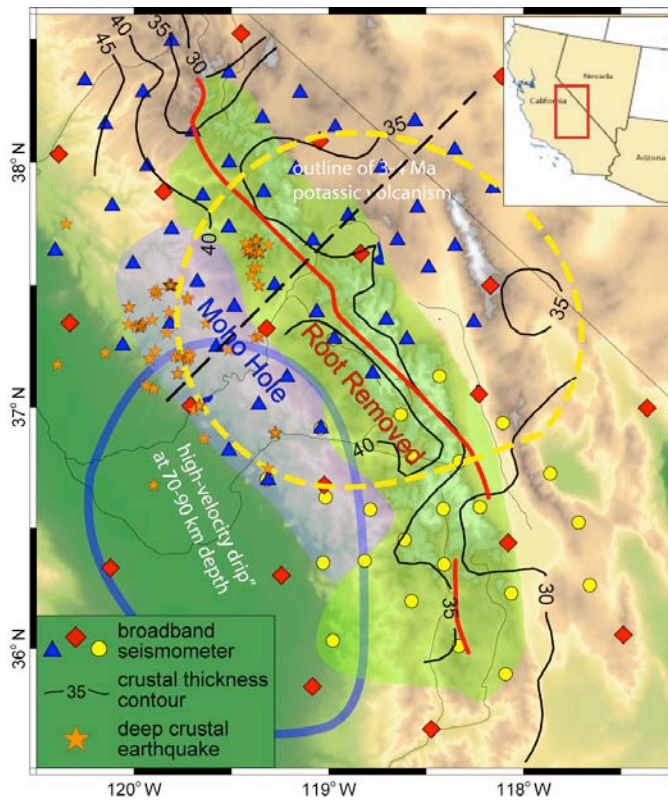 45
40
35
30
35
Nevada
California
Arizona
38° N
outline of 3-4 Ma
potassic volcanism
40
35
Moho Hole
Root Removed
37° N
40
high-velocity drip"
at 70-90 km depth
35
30
36° N
broadband
seismometer
35
crustal thickness
contour
deep crustal
earthquake
120° W
119° W
118° W